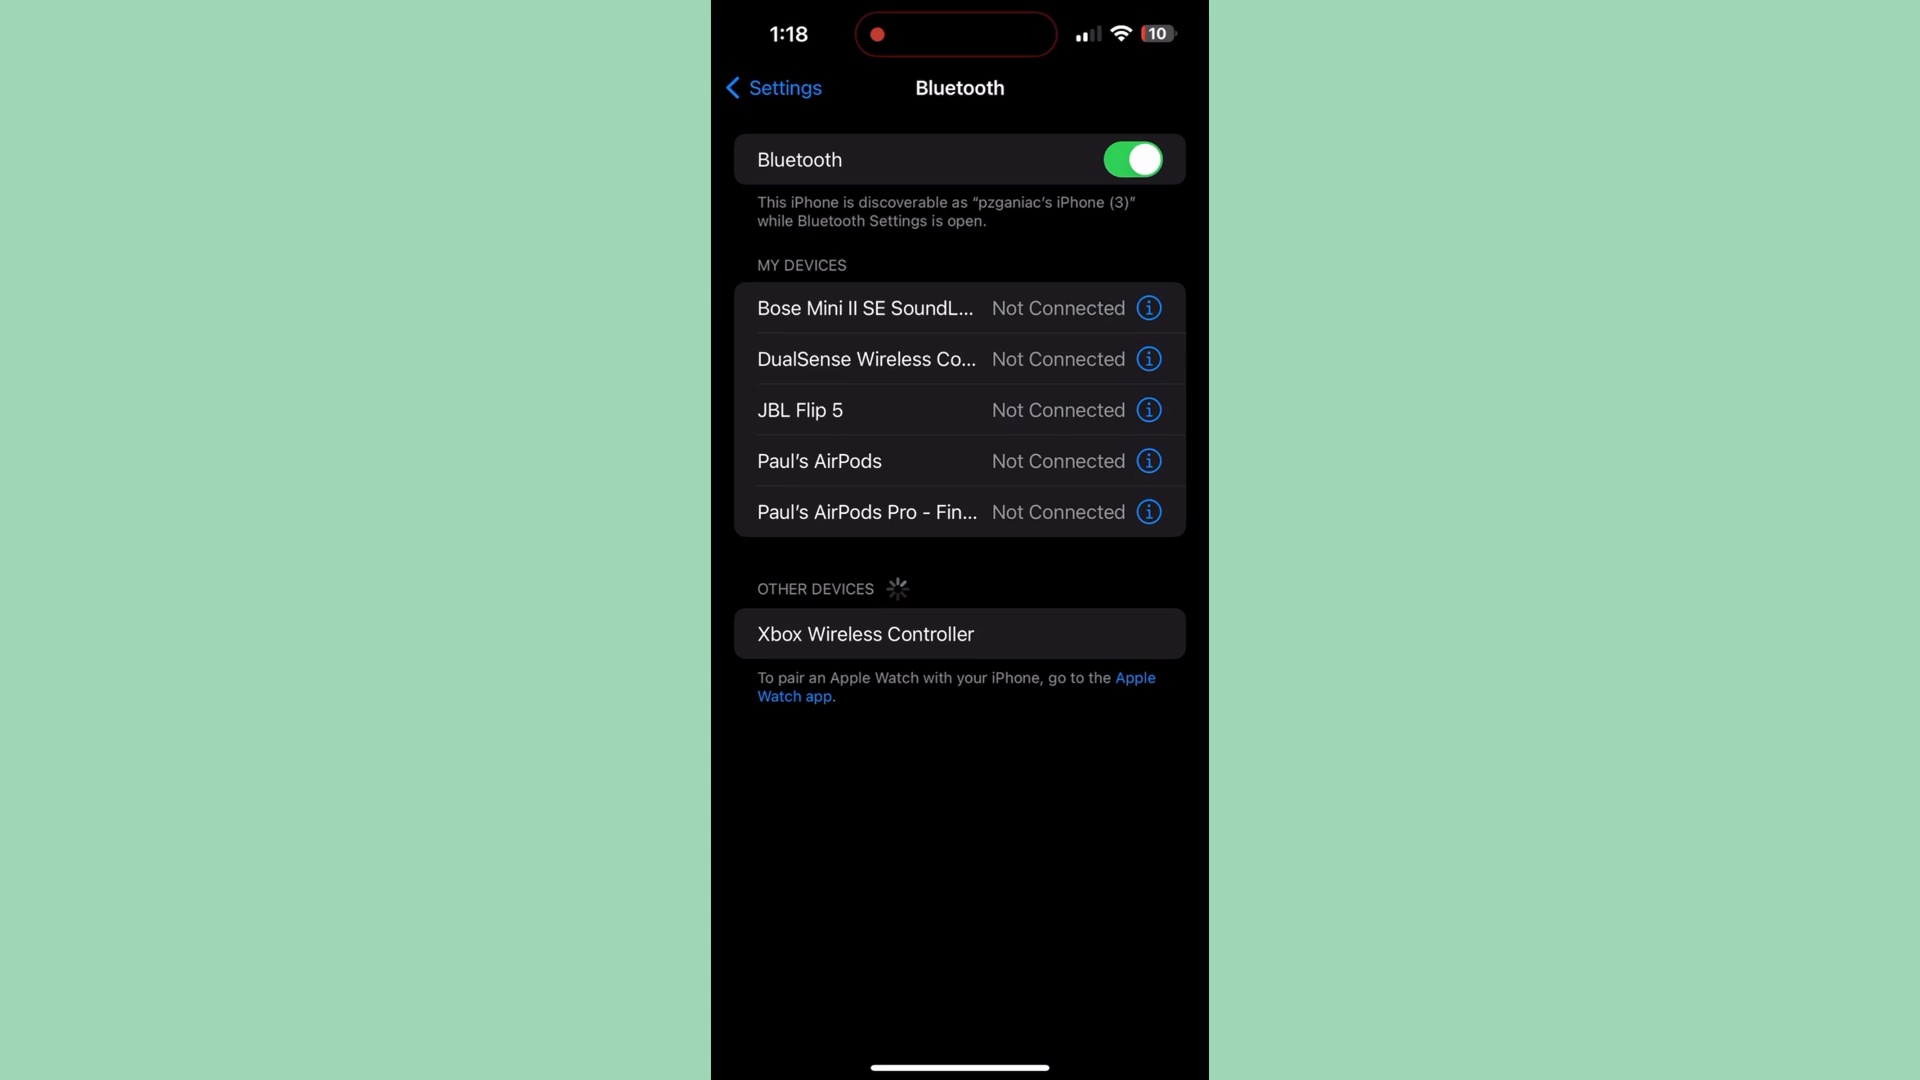 1:18
10
Settings
Bluetooth
Bluetooth
This iPhone is discoverable as “pzganiac’s iPhone (3)”
while Bluetooth Settings is open.
MY DEVICES
Bose Mini II SE SoundL... Not Connected
DualSense Wireless Co... Not Connected
JBL Flip 5 Not Connected
Paul’s AirPods Not Connected
Paul’s AirPods Pro - Fin... Not Connected
OTHER DEVICES
Xbox Wireless Controller
To pair an Apple Watch with your iPhone, go to the Apple
Watch app.